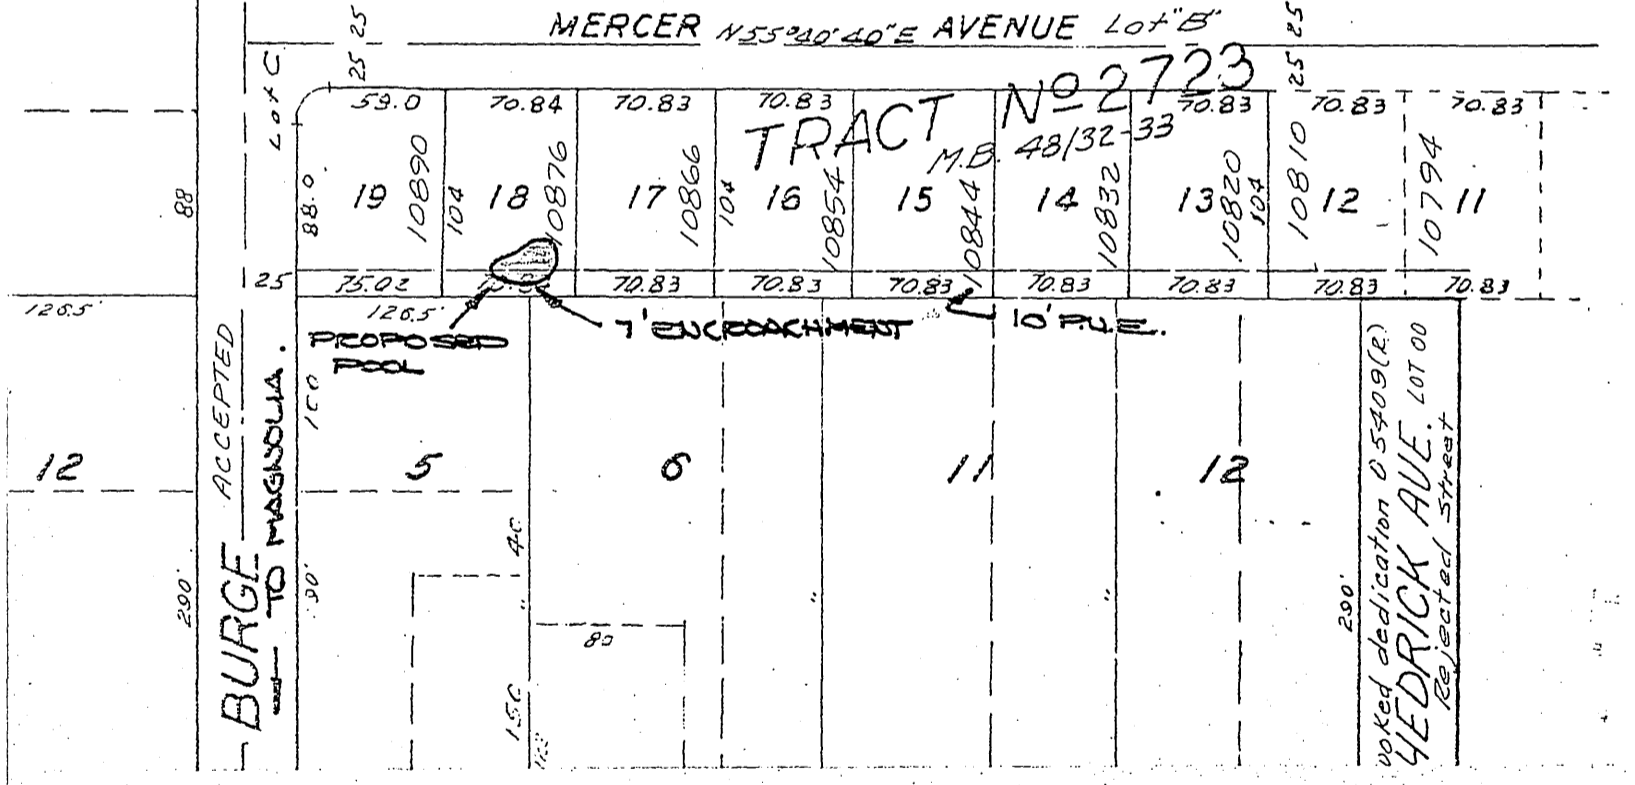 MERCER N55°40'40"E AVENUE Lot "B"
25 25
25 25
Lot C
TRACT Nº 2723
M.B. 48/32-33
59.0 70.84 70.83 70.83 70.83 70.83 70.83
88
88.0
19 10890 104 18 10876 17 10866 104 16 10854 15 10844 14 10832 13 10820 104 10810 12 10794 11
25
75.02 70.83 70.83 70.83 70.83 70.83 70.83 70.83
126.5' 126.5'
PROPOSED
POOL
7' ENCROACHMENT
10' P.U.E.
BURGE ACCEPTED
TO MAGNOLIA.
100
12 5 6 11 12
40
290' 90' " 80 " " 290'
150
ooked dedication 05409(R)
HEDRICK AVE. LOT OO
Rejected Street